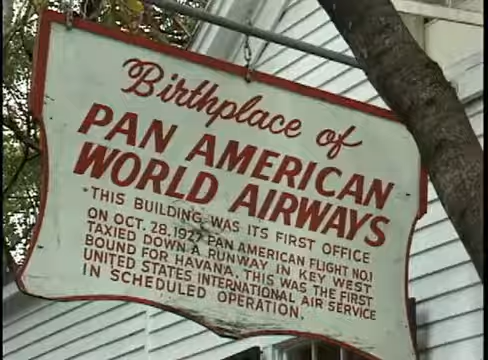 Birthplace of
PAN AMERICAN
WORLD AIRWAYS
THIS BUILDING WAS ITS FIRST OFFICE
ON OCT. 28, 1927 PAN AMERICAN FLIGHT NO.1
TAXIED DOWN A RUNWAY IN KEY WEST
BOUND FOR HAVANA. THIS WAS THE FIRST
UNITED STATES INTERNATIONAL AIR SERVICE
IN SCHEDULED OPERATION.